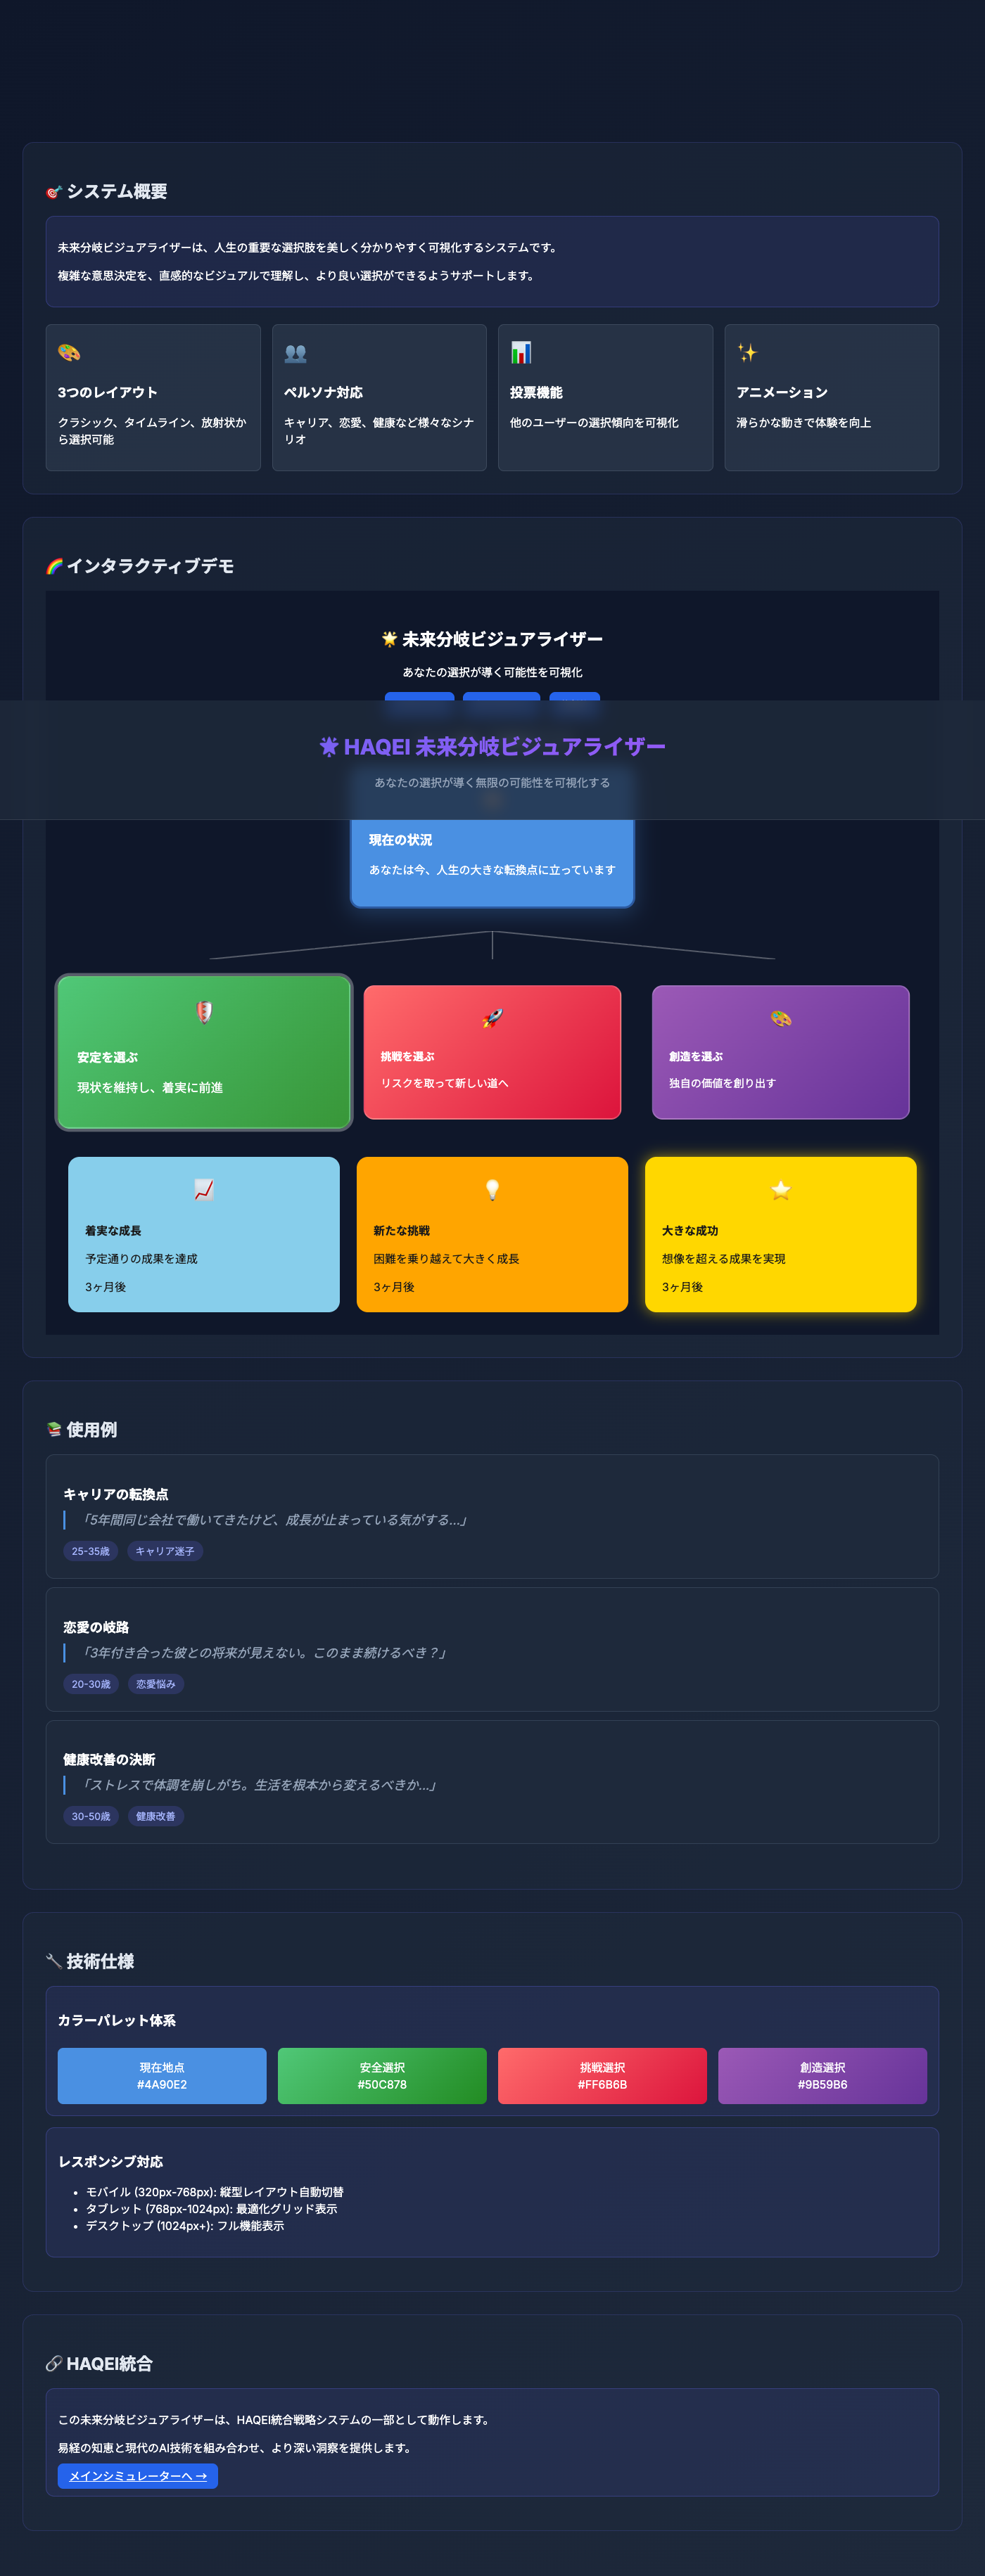 システム概要
未来分岐ビジュアライザーは、人生の重要な選択肢を美しく分かりやすく可視化するシステムです。
複雑な意思決定を、直感的なビジュアルで理解し、より良い選択ができるようサポートします。
3つのレイアウト
クラシック、タイムライン、放射状か
ら選択可能
ペルソナ対応
キャリア、恋愛、健康など様々なシナ
リオ
投票機能
他のユーザーの選択傾向を可視化
アニメーション
滑らかな動きで体験を向上
インタラクティブデモ
🌟 未来分岐ビジュアライザー
あなたの選択が導く可能性を可視化
🌟 HAQEI 未来分岐ビジュアライザー
あなたの選択が導く無限の可能性を可視化する
現在の状況
あなたは今、人生の大きな転換点に立っています
安定を選ぶ
現状を維持し、着実に前進
挑戦を選ぶ
リスクを取って新しい道へ
創造を選ぶ
独自の価値を創り出す
着実な成長
予定通りの成果を達成
3ヶ月後
新たな挑戦
困難を乗り越えて大きく成長
3ヶ月後
大きな成功
想像を超える成果を実現
3ヶ月後
使用例
キャリアの転換点
「5年間同じ会社で働いてきたけど、成長が止まっている気がする...」
25-35歳 キャリア迷子
恋愛の岐路
「3年付き合った彼との将来が見えない。このまま続けるべき？」
20-30歳 恋愛悩み
健康改善の決断
「ストレスで体調を崩しがち。生活を根本から変えるべきか...」
30-50歳 健康改善
技術仕様
カラーパレット体系
現在地点
#4A90E2
安全選択
#50C878
挑戦選択
#FF6B6B
創造選択
#9B59B6
レスポンシブ対応
• モバイル (320px-768px): 縦型レイアウト自動切替
• タブレット (768px-1024px): 最適化グリッド表示
• デスクトップ (1024px+): フル機能表示
HAQEI統合
この未来分岐ビジュアライザーは、HAQEI統合戦略システムの一部として動作します。
易経の知恵と現代のAI技術を組み合わせ、より深い洞察を提供します。
メインシミュレーターへ →